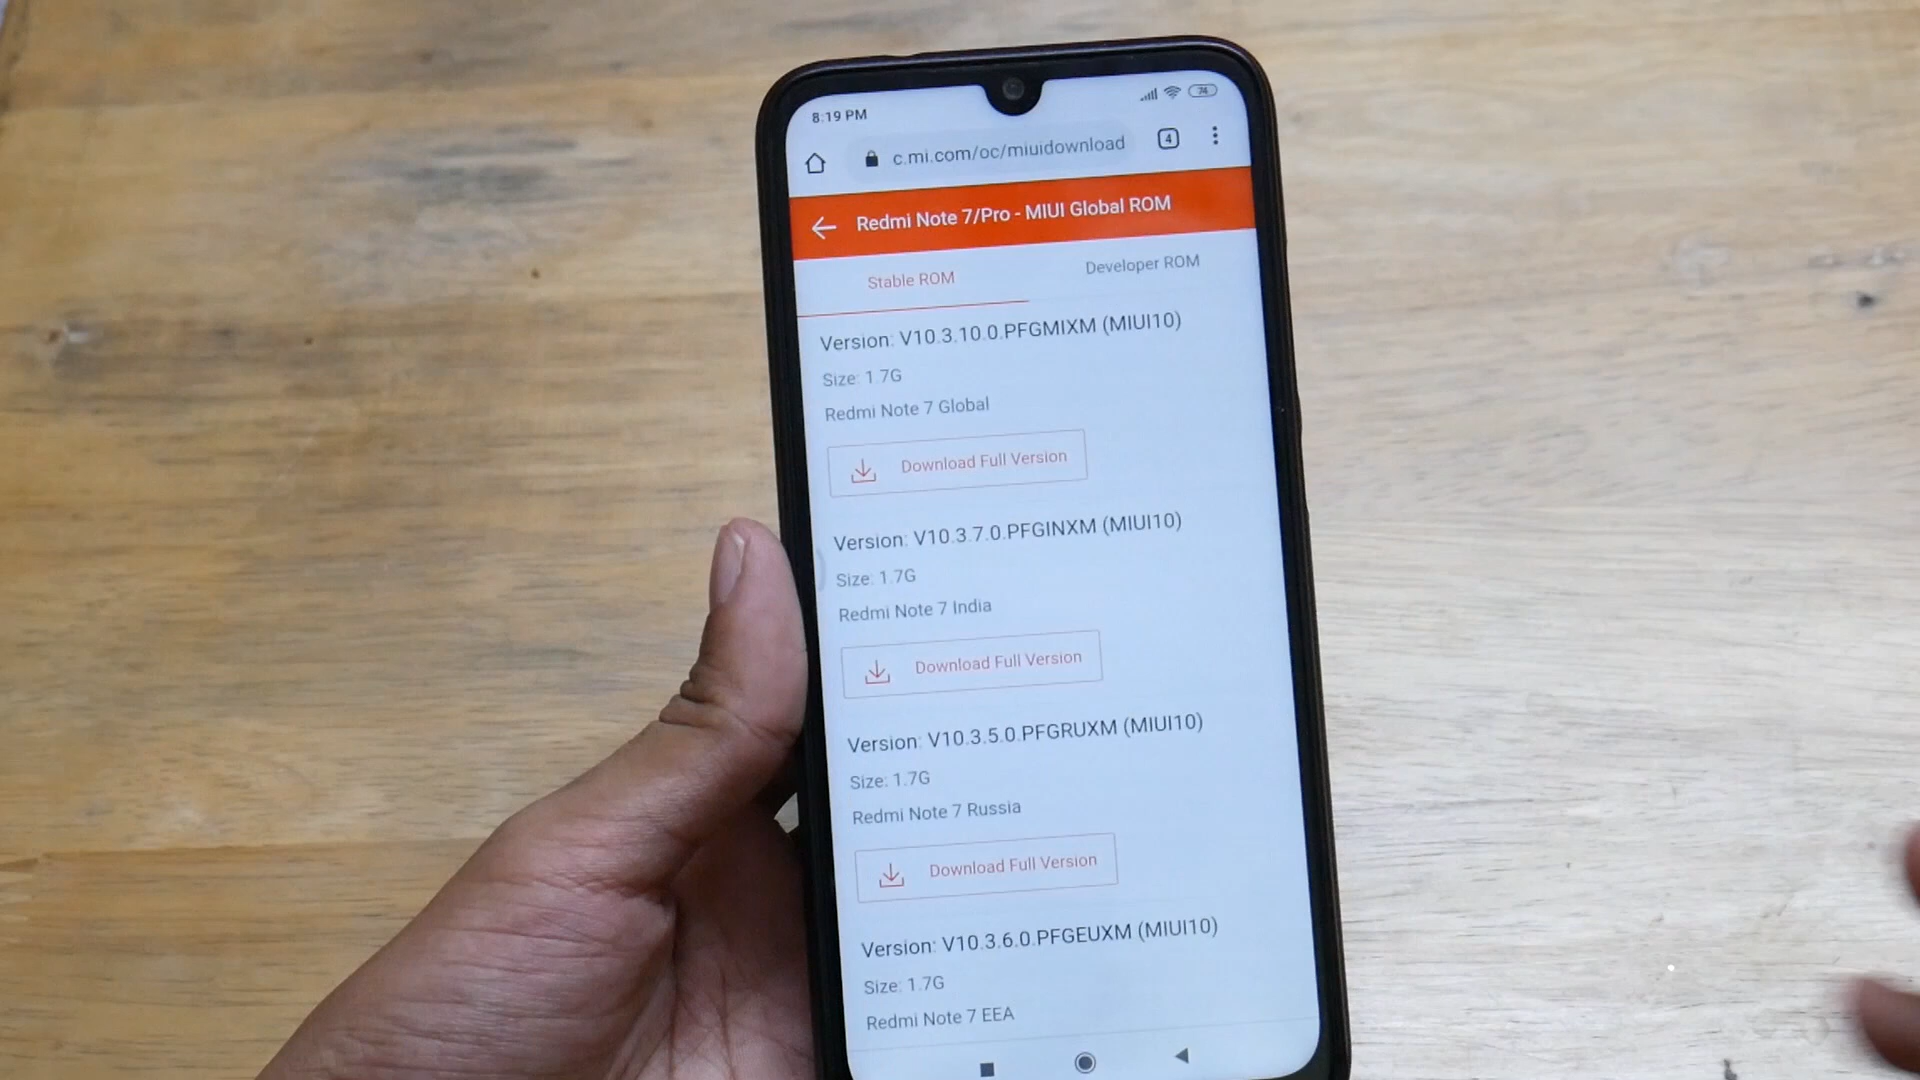 8:19 PM
74
c.mi.com/oc/miuidownload
4
Redmi Note 7/Pro - MIUI Global ROM
Stable ROM
Developer ROM
Version: V10.3.10.0.PFGMIXM (MIUI10)
Size: 1.7G
Redmi Note 7 Global
Download Full Version
Version: V10.3.7.0.PFGINXM (MIUI10)
Size: 1.7G
Redmi Note 7 India
Download Full Version
Version: V10.3.5.0.PFGRUXM (MIUI10)
Size: 1.7G
Redmi Note 7 Russia
Download Full Version
Version: V10.3.6.0.PFGEUXM (MIUI10)
Size: 1.7G
Redmi Note 7 EEA